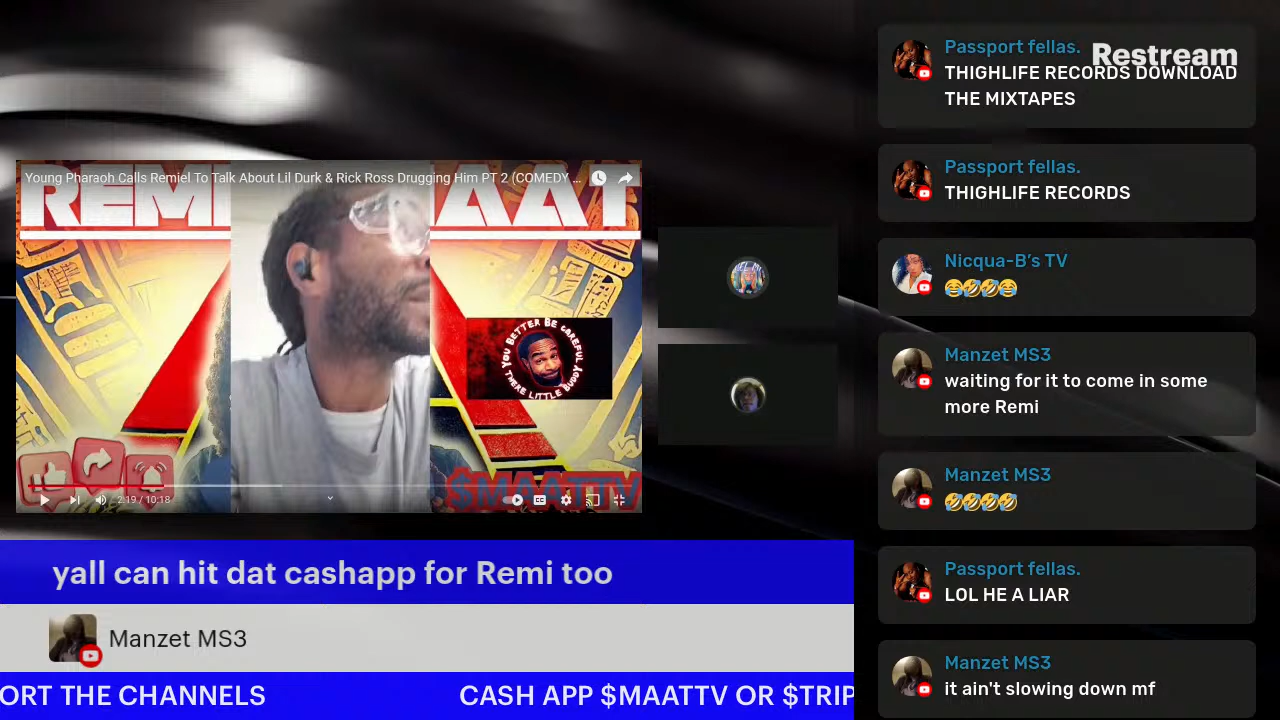 Restream
Passport fellas.
THIGHLIFE RECORDS DOWNLOAD
THE MIXTAPES
Passport fellas.
THIGHLIFE RECORDS
Nicqua-B's TV
😂🤣🤣😂
Manzet MS3
waiting for it to come in some
more Remi
Manzet MS3
🤣🤣🤣🤣
Passport fellas.
LOL HE A LIAR
Manzet MS3
it ain't slowing down mf
Young Pharaoh Calls Remiel To Talk About Lil Durk & Rick Ross Drugging Him PT 2 (COMEDY ...
REMI
AAT
YOU BETTER BE CAREFUL
THERE LITTLE BUDDY
$MAATTV
2:19 / 10:18
CC
yall can hit dat cashapp for Remi too
Manzet MS3
ORT THE CHANNELS CASH APP $MAATTV OR $TRIP